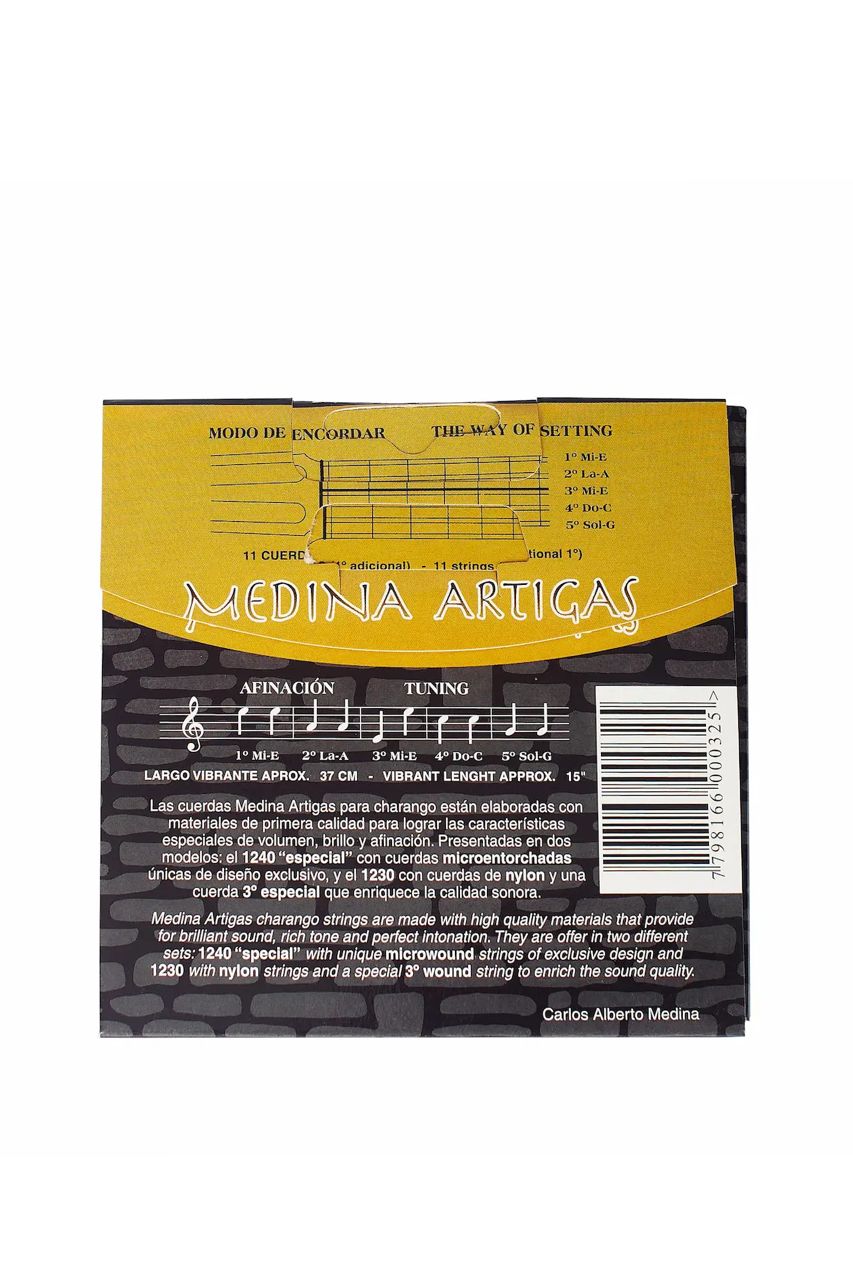 MODO DE ENCORDAR THE WAY OF SETTING
1º Mi-E
2º La-A
3º Mi-E
4º Do-C
5º Sol-G
11 CUERD (1º adicional) - 11 strings tional 1º)
MEDINA ARTIGAS
AFINACIÓN TUNING
1º Mi-E 2º La-A 3º Mi-E 4º Do-C 5º Sol-G
LARGO VIBRANTE APROX. 37 CM - VIBRANT LENGHT APPROX. 15"
Las cuerdas Medina Artigas para charango están elaboradas con
materiales de primera calidad para lograr las características
especiales de volumen, brillo y afinación. Presentadas en dos
modelos: el 1240 "especial" con cuerdas microentorchadas
únicas de diseño exclusivo, y el 1230 con cuerdas de nylon y una
cuerda 3º especial que enriquece la calidad sonora.
Medina Artigas charango strings are made with high quality materials that provide
for brilliant sound, rich tone and perfect intonation. They are offer in two different
sets: 1240 "special" with unique microwound strings of exclusive design and
1230 with nylon strings and a special 3º wound string to enrich the sound quality.
Carlos Alberto Medina
7 798166 000325 >